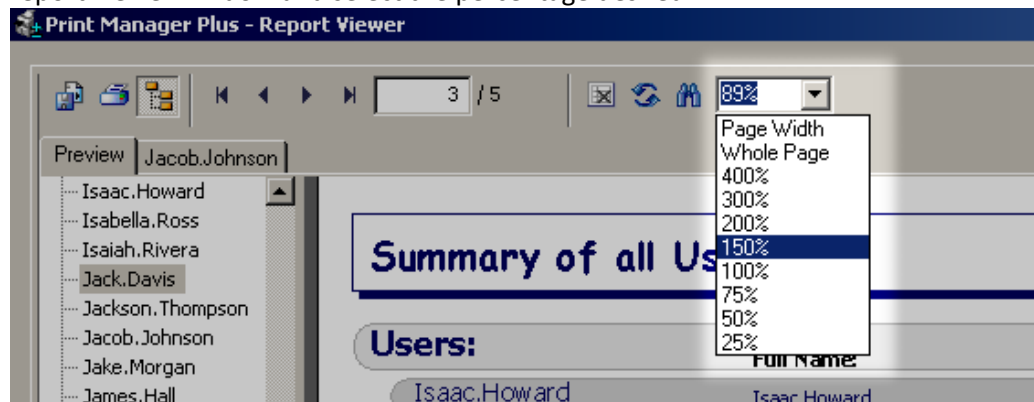 Print Manager Plus - Report Viewer
3 / 5
89%
Page Width
Whole Page
400%
300%
200%
150%
100%
75%
50%
25%
Preview
Jacob.Johnson
Isaac.Howard
Isabella.Ross
Isaiah.Rivera
Jack.Davis
Jackson.Thompson
Jacob.Johnson
Jake.Morgan
James.Hall
Summary of all Us
Users:
Full Name:
Isaac.Howard
Isaac Howard